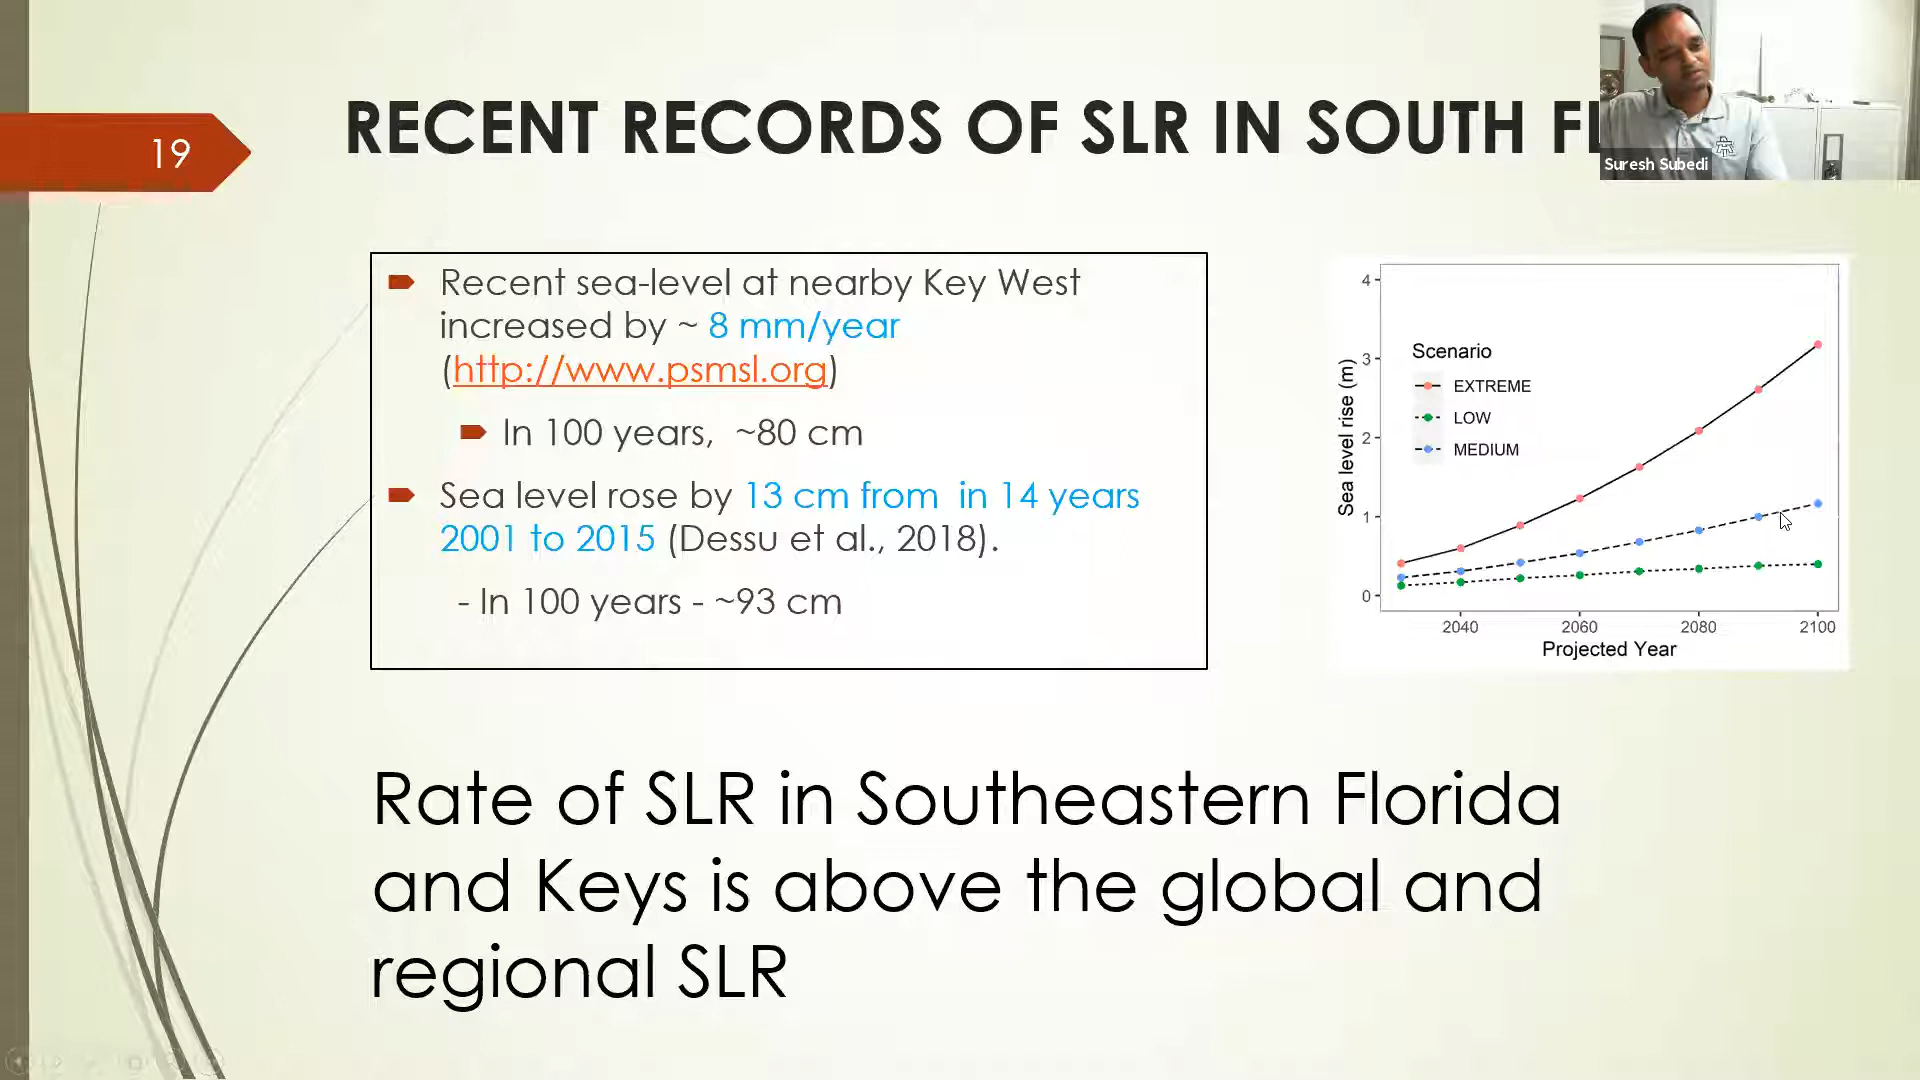 19
RECENT RECORDS OF SLR IN SOUTH
Suresh Subedi
Recent sea-level at nearby Key West
increased by ~ 8 mm/year
(http://www.psmsl.org)
In 100 years, ~80 cm
Sea level rose by 13 cm from in 14 years
2001 to 2015 (Dessu et al., 2018).
- In 100 years - ~93 cm
Sea level rise (m)
4
3
2
1
0
Scenario
EXTREME
LOW
MEDIUM
2040 2060 2080 2100
Projected Year
Rate of SLR in Southeastern Florida
and Keys is above the global and
regional SLR